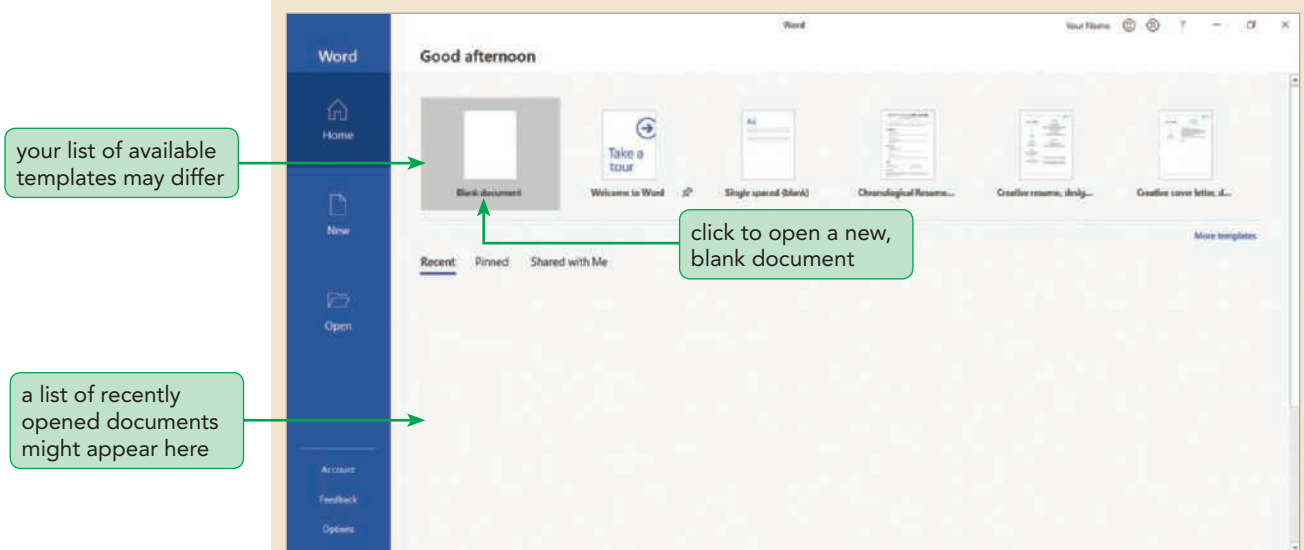 Word
Your Name
?
Word
Good afternoon
Home
your list of available
templates may differ
Take a
tour
Aa
Blank document
Welcome to Word
Single spaced (blank)
Chronological Resume...
Creative resume, desig...
Creative cover letter, d...
New
click to open a new,
blank document
More templates
Recent
Pinned
Shared with Me
Open
a list of recently
opened documents
might appear here
Account
Feedback
Options